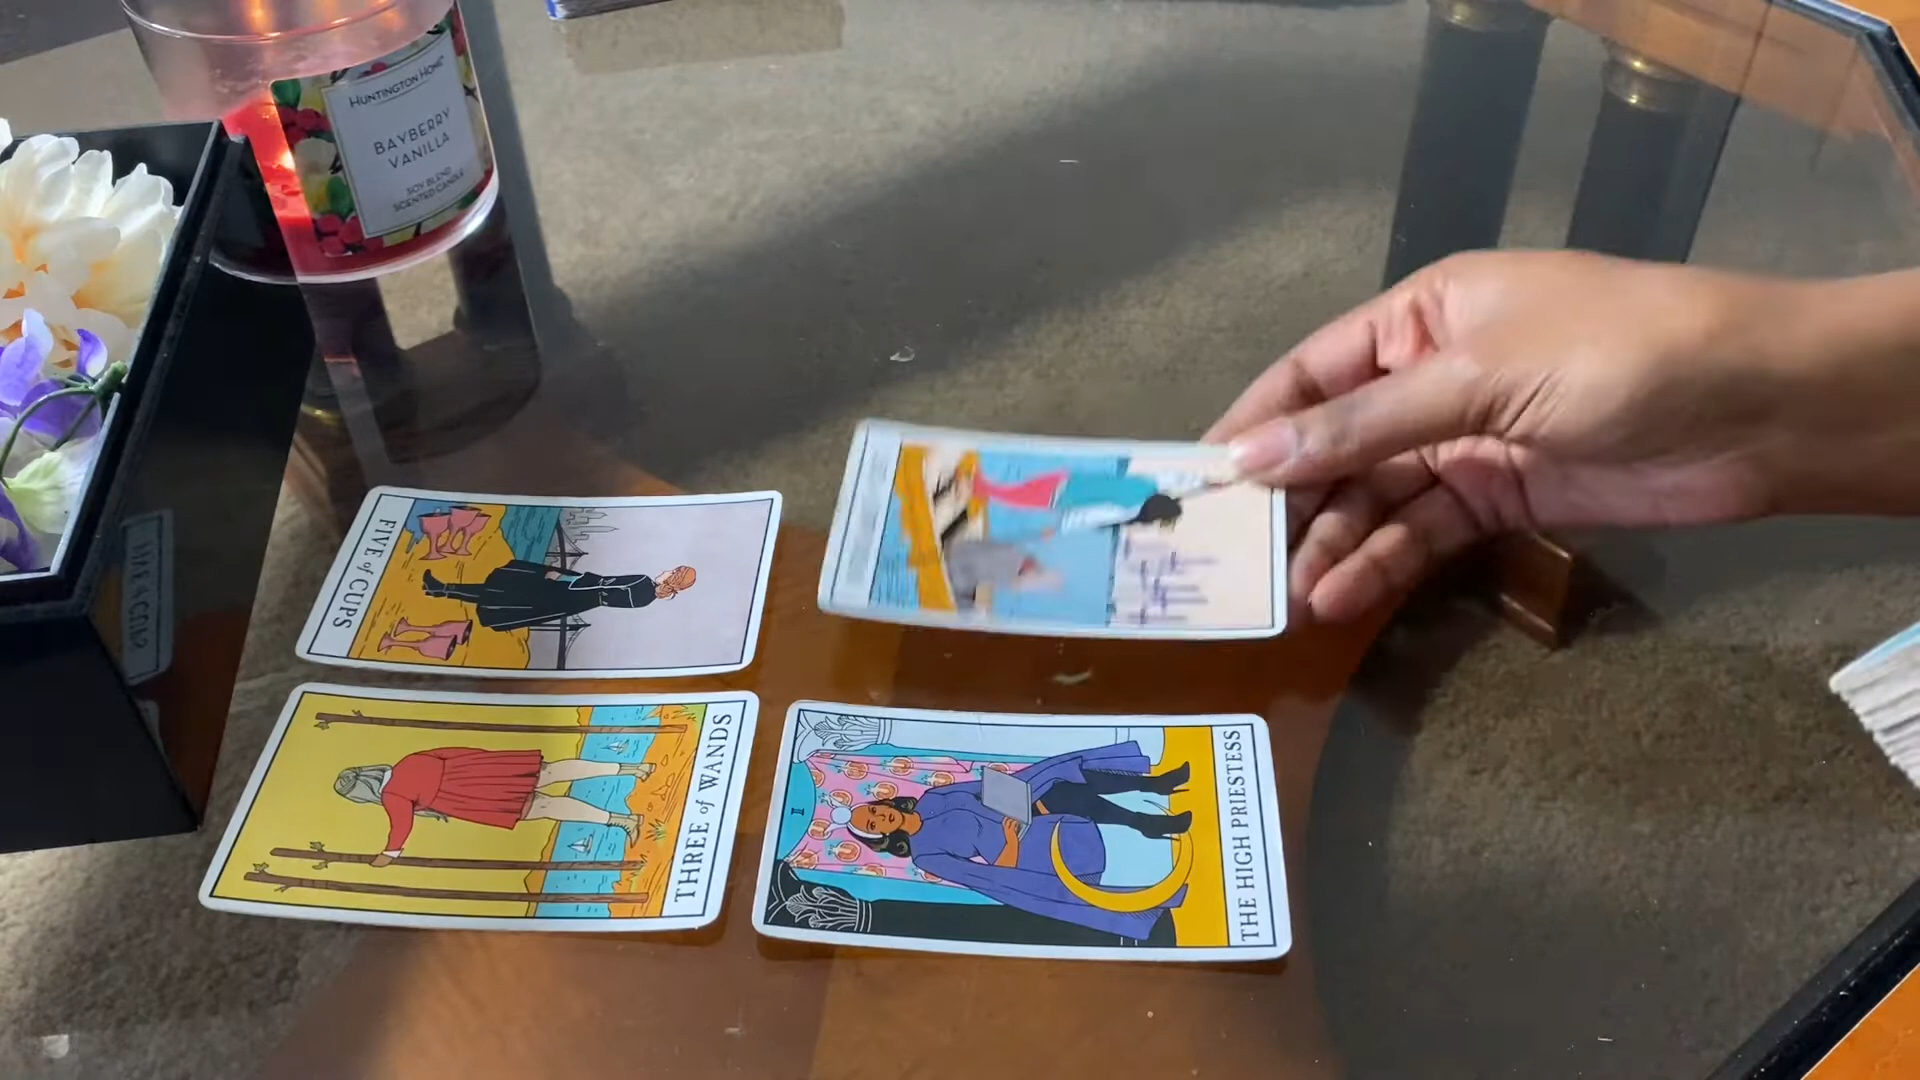 HUNTINGTON HOME
BAYBERRY
VANILLA
SOY BLEND
SCENTED CANDLE
FIVE of CUPS
THREE of WANDS
II
THE HIGH PRIESTESS